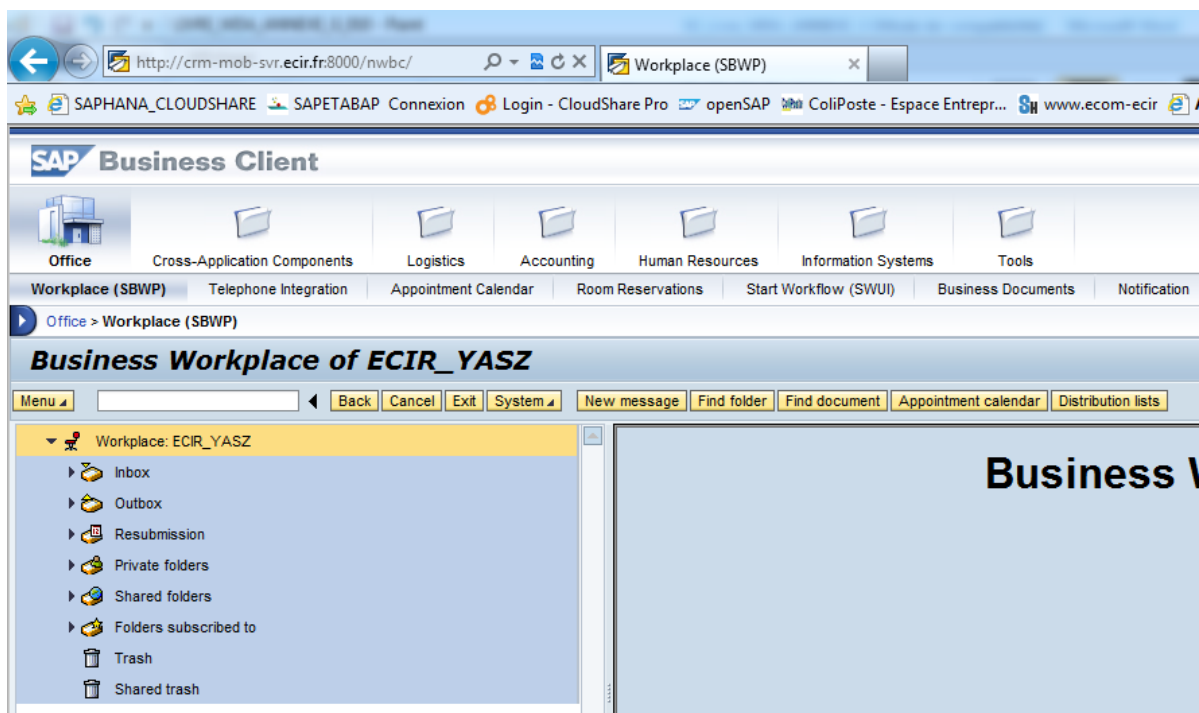 http://crm-mob-svr.ecir.fr:8000/nwbc/ Workplace (SBWP)
SAPHANA_CLOUDSHARE SAPETABAP Connexion Login - CloudShare Pro openSAP ColiPoste - Espace Entrepr... www.ecom-ecir
SAP Business Client
Office Cross-Application Components Logistics Accounting Human Resources Information Systems Tools
Workplace (SBWP) Telephone Integration Appointment Calendar Room Reservations Start Workflow (SWUI) Business Documents Notification
Office > Workplace (SBWP)
Business Workplace of ECIR_YASZ
Menu Back Cancel Exit System New message Find folder Find document Appointment calendar Distribution lists
Workplace: ECIR_YASZ
Business
Inbox
Outbox
Resubmission
Private folders
Shared folders
Folders subscribed to
Trash
Shared trash